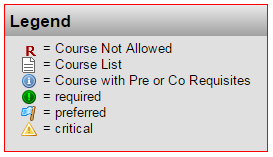 Legend
R = Course Not Allowed
= Course List
i = Course with Pre or Co Requisites
! = required
= preferred
! = critical